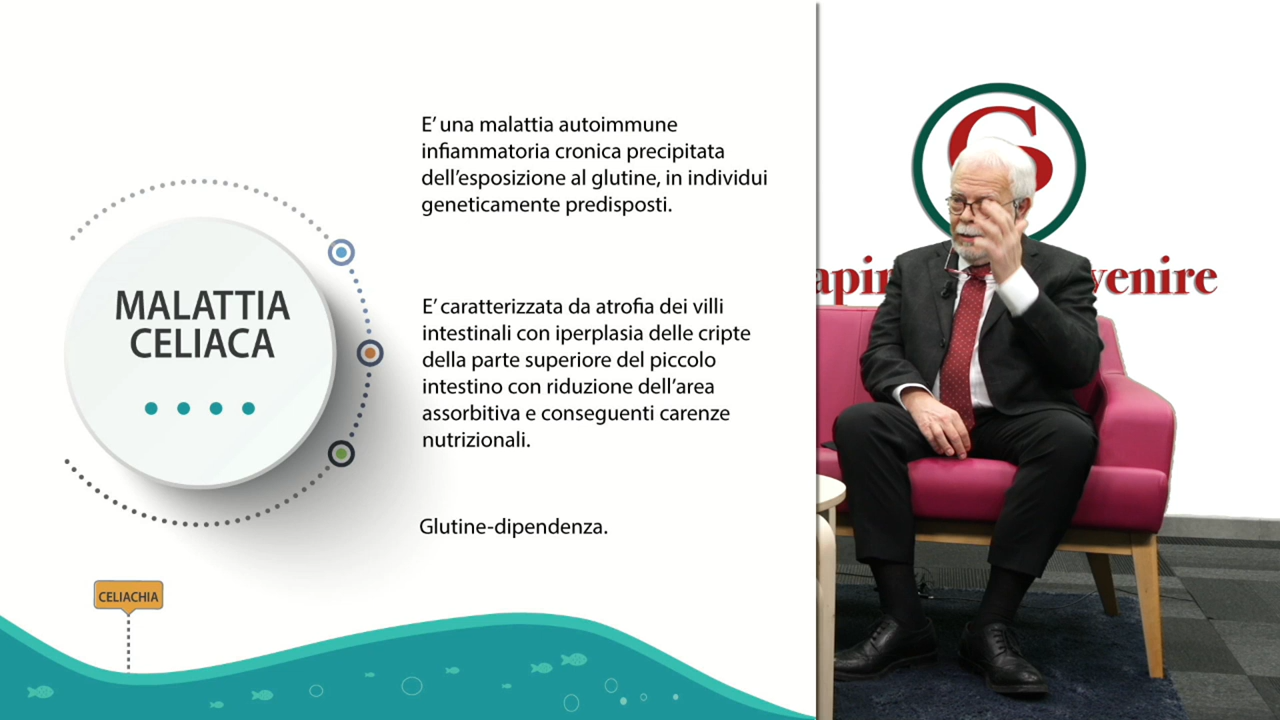 E' una malattia autoimmune
infiammatoria cronica precipitata
dell'esposizione al glutine, in individui
geneticamente predisposti.
MALATTIA
CELIACA
E' caratterizzata da atrofia dei villi
intestinali con iperplasia delle cripte
della parte superiore del piccolo
intestino con riduzione dell'area
assorbitiva e conseguenti carenze
nutrizionali.
Glutine-dipendenza.
CELIACHIA